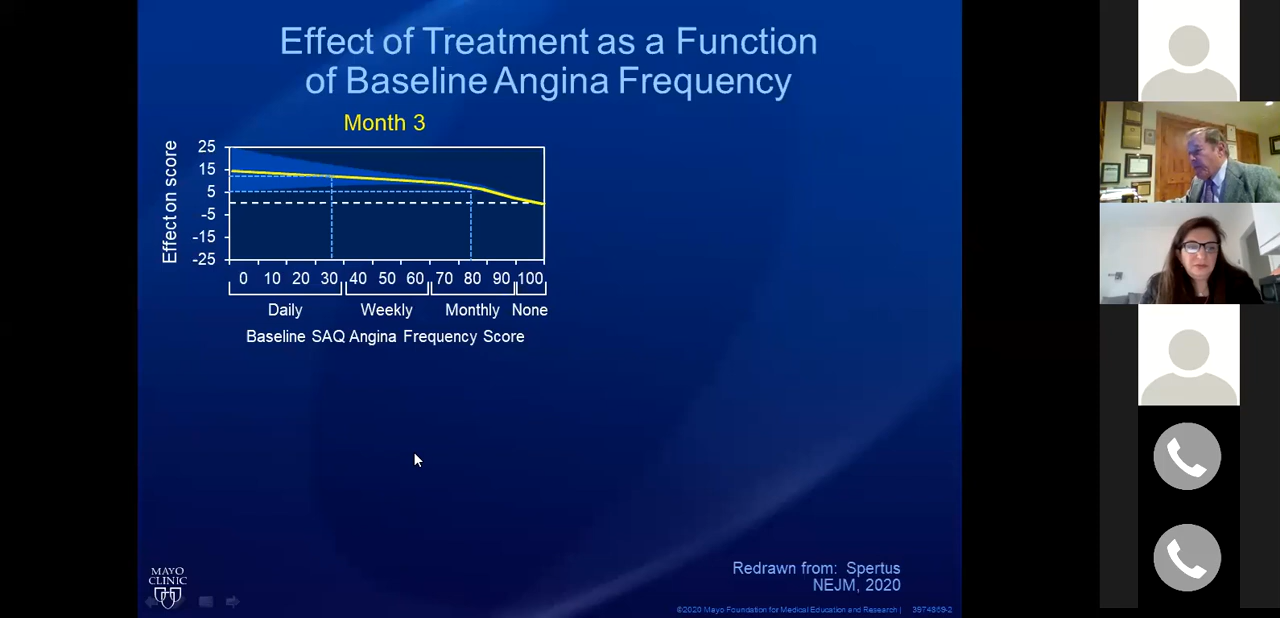 Effect of Treatment as a Function
of Baseline Angina Frequency
Month 3
Effect on score
25
15
5
-5
-15
-25
0 10 20 30 40 50 60 70 80 90 100
Daily Weekly Monthly None
Baseline SAQ Angina Frequency Score
Redrawn from: Spertus
NEJM, 2020
MAYO
CLINIC
©2020 Mayo Foundation for Medical Education and Research | 3974869-2